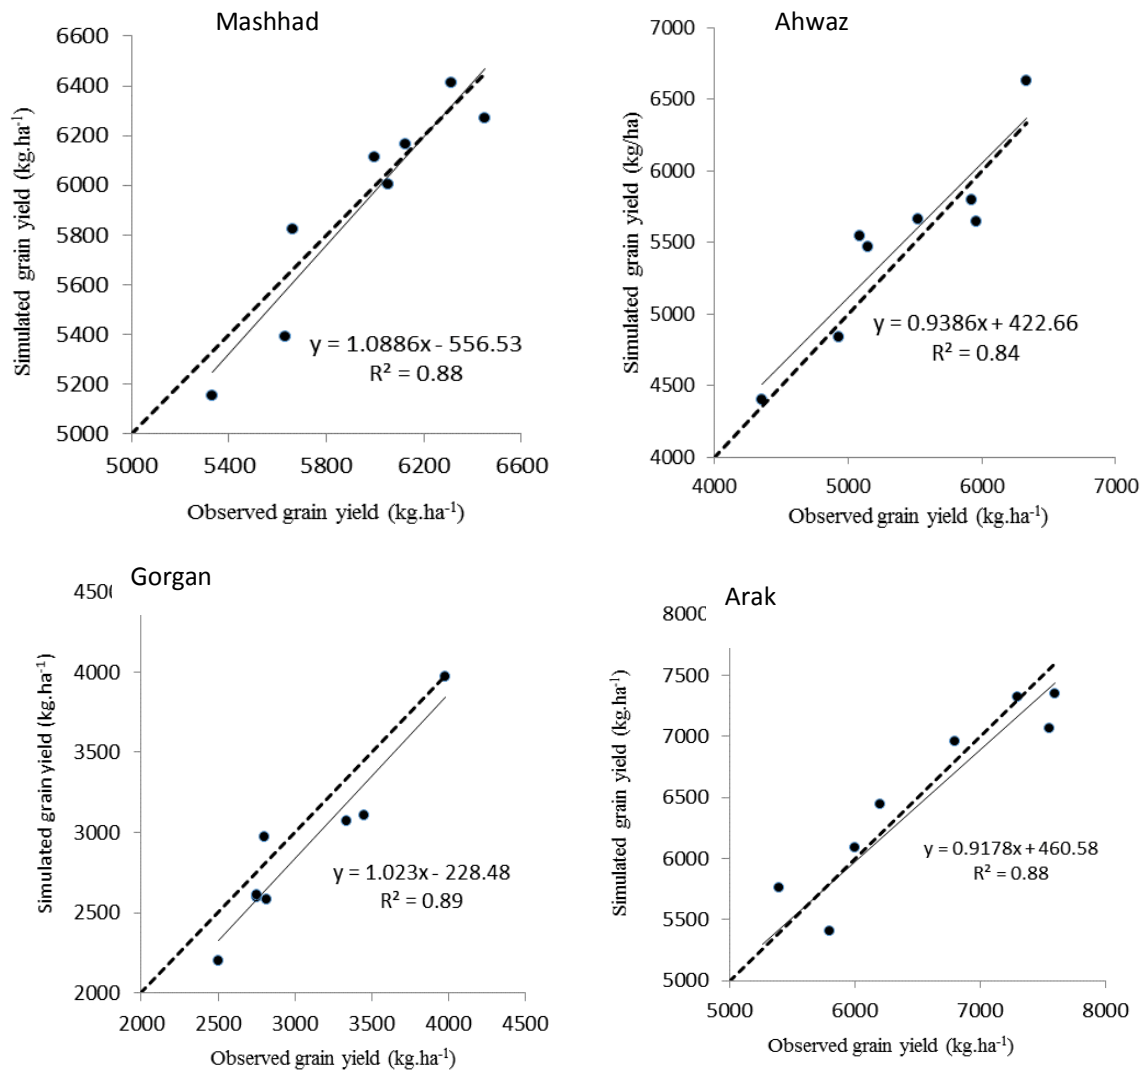 Mashhad
6600
6400
6200
6000
5800
5600
5400
5200
5000
Simulated grain yield (kg.ha-1)
y = 1.0886x - 556.53
R² = 0.88
5000 5400 5800 6200 6600
Observed grain yield (kg.ha-1)
Ahwaz
7000
6500
6000
5500
5000
4500
4000
Simulated grain yield (kg/ha)
y = 0.9386x + 422.66
R² = 0.84
4000 5000 6000 7000
Observed grain yield (kg.ha-1)
Gorgan
4500
4000
3500
3000
2500
2000
Simulated grain yield (kg.ha-1)
y = 1.023x - 228.48
R² = 0.89
2000 2500 3000 3500 4000 4500
Observed grain yield (kg.ha-1)
Arak
8000
7500
7000
6500
6000
5500
5000
Simulated grain yield (kg.ha-1)
y = 0.9178x + 460.58
R² = 0.88
5000 6000 7000 8000
Observed grain yield (kg.ha-1)